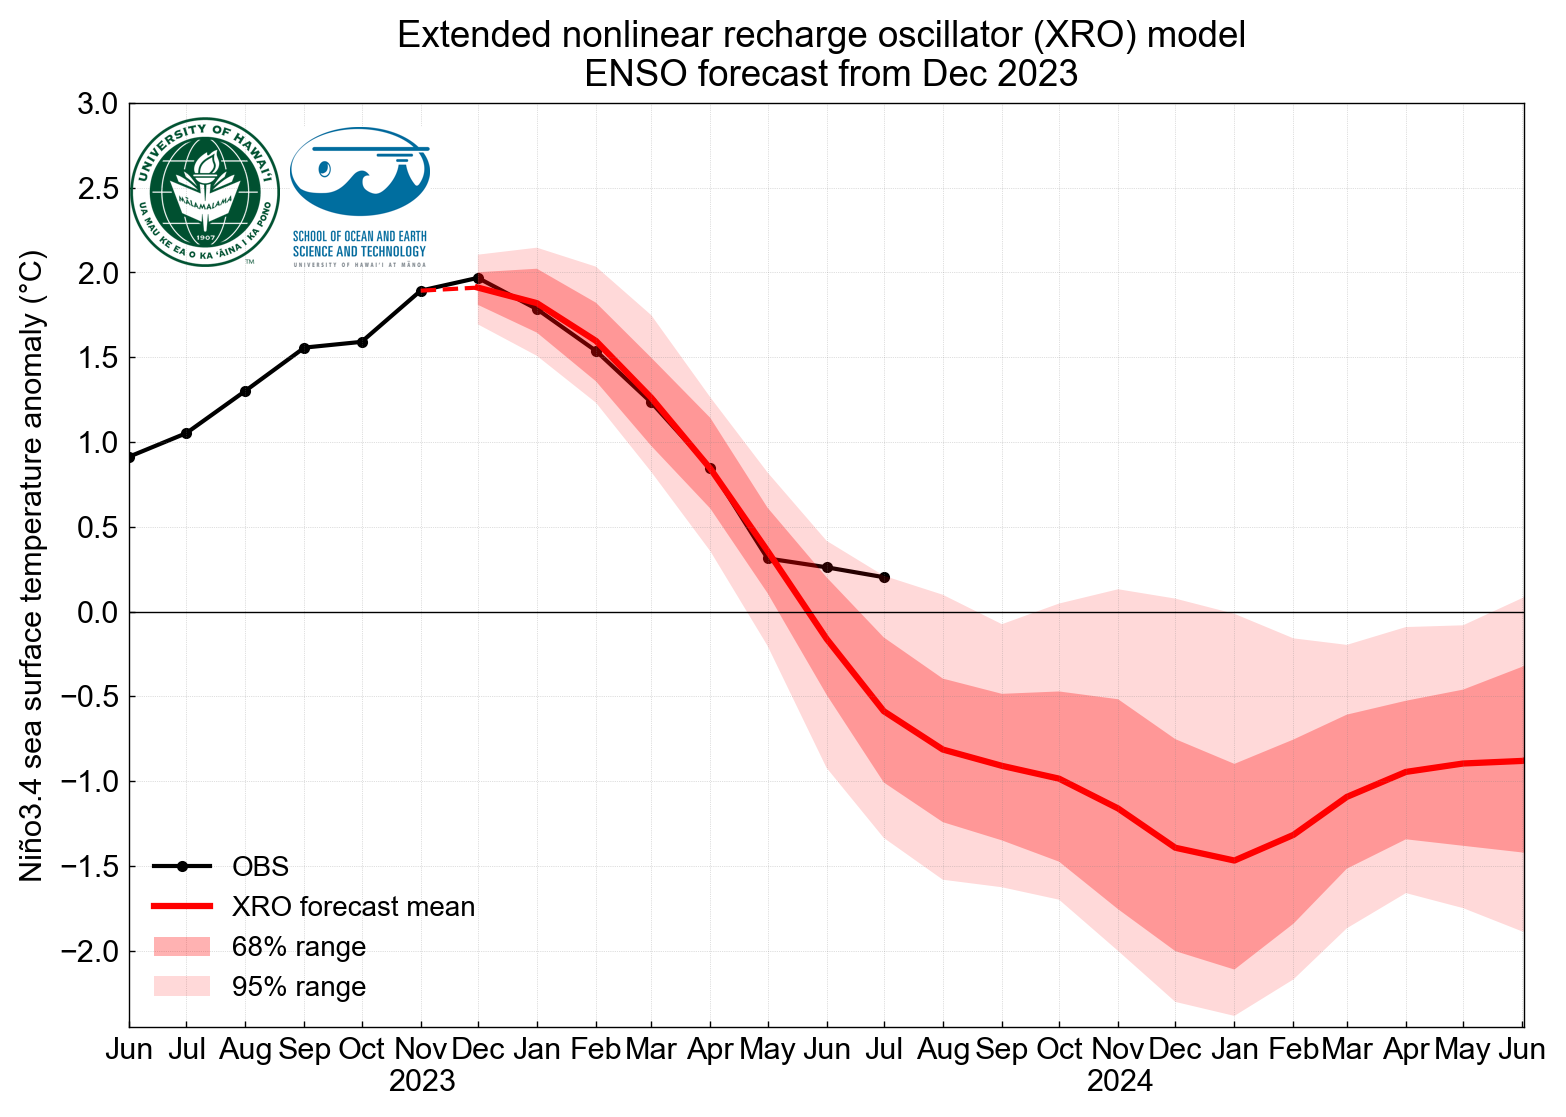 Extended nonlinear recharge oscillator (XRO) model
ENSO forecast from Dec 2023
UNIVERSITY OF HAWAI‘I
MĀLAMALAMA
1907
UA MAU KE EA O KA ‘ĀINA I KA PONO
TM
SCHOOL OF OCEAN AND EARTH
SCIENCE AND TECHNOLOGY
UNIVERSITY OF HAWAI‘I AT MĀNOA
Niño3.4 sea surface temperature anomaly (°C)
3.0
2.5
2.0
1.5
1.0
0.5
0.0
−0.5
−1.0
−1.5
−2.0
OBS
XRO forecast mean
68% range
95% range
Jun Jul Aug Sep Oct Nov Dec Jan Feb Mar Apr May Jun Jul Aug Sep Oct Nov Dec Jan Feb Mar Apr May Jun
2023 2024